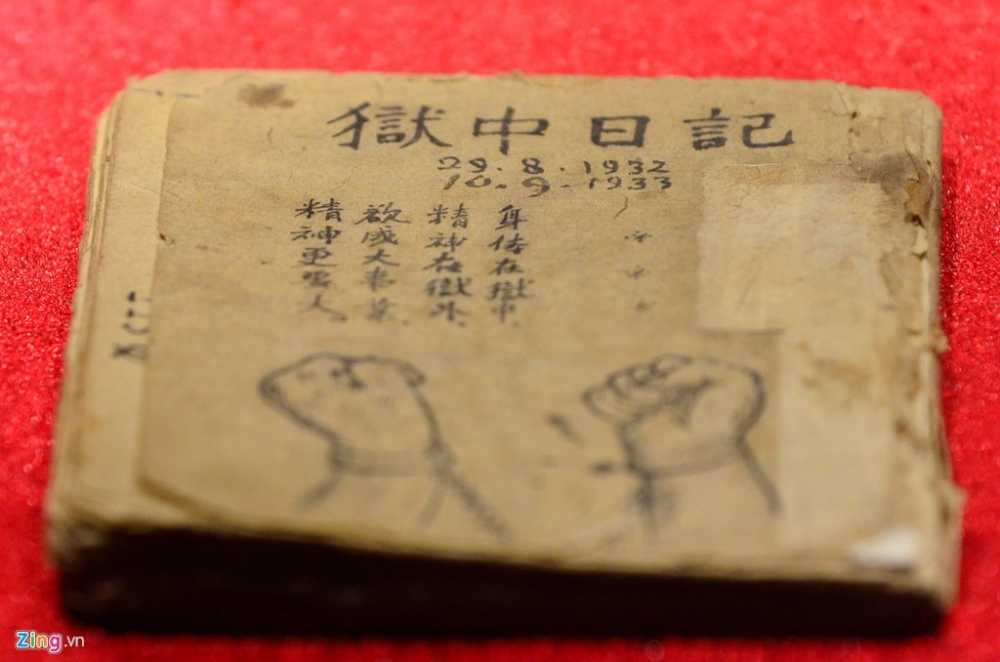 獄中日記
29.8.1932
10.9.1933
身体在獄中.
精神在獄外.
欲成大事業.
精神更要大。
Zing.vn